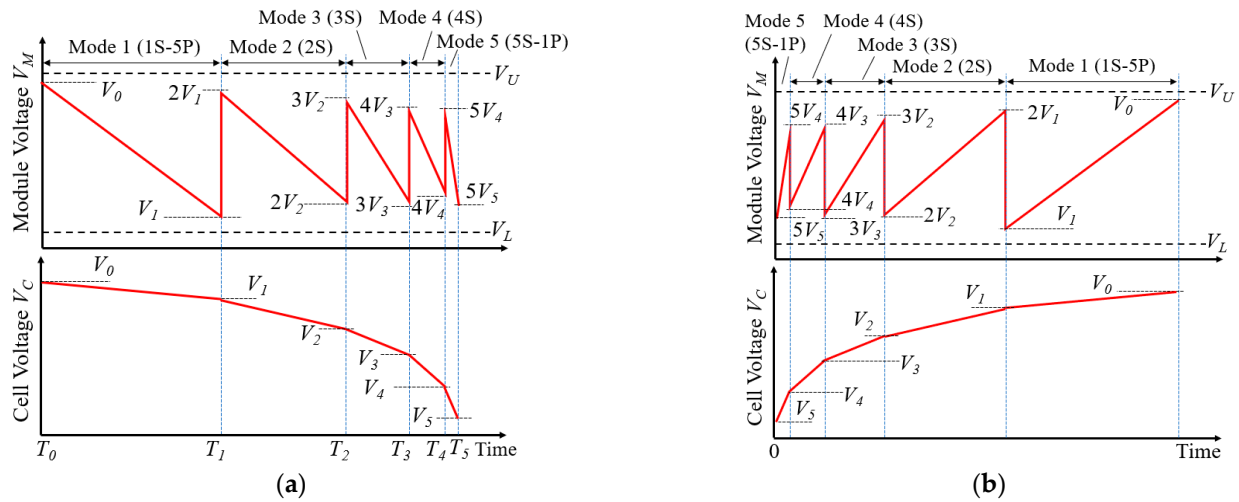 Mode 3 (3S) Mode 4 (4S)
Mode 1 (1S-5P) Mode 2 (2S) Mode 5 (5S-1P)
Module Voltage V_M
V_U
V_0 2V_1 3V_2 4V_3 5V_4
V_1 2V_2 3V_3 4V_4 5V_5
V_L
Cell Voltage V_C
V_0
V_1
V_2
V_3
V_4
V_5
T_0 T_1 T_2 T_3 T_4 T_5 Time
(a)
Mode 5 Mode 4 (4S)
(5S-1P) Mode 3 (3S)
Mode 2 (2S) Mode 1 (1S-5P)
Module Voltage V_M
V_U
5V_4 4V_3 3V_2 2V_1 V_0
5V_5 4V_4 3V_3 2V_2 V_1
V_L
Cell Voltage V_C
V_0
V_1
V_2
V_3
V_4
V_5
0 Time
(b)